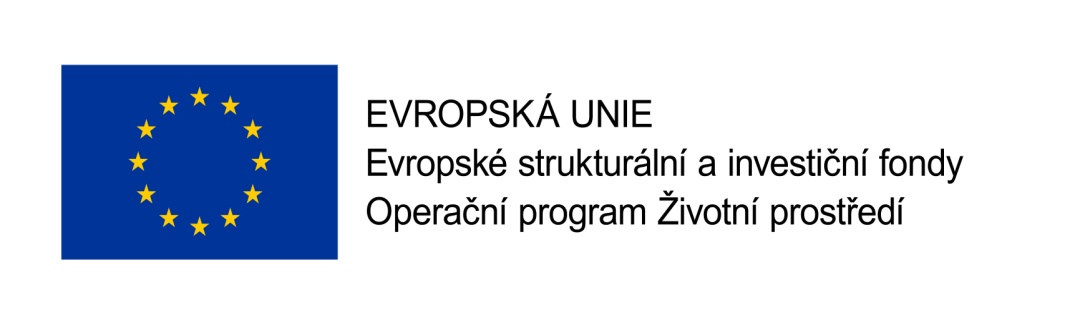 EVROPSKÁ UNIE
Evropské strukturální a investiční fondy
Operační program Životní prostředí